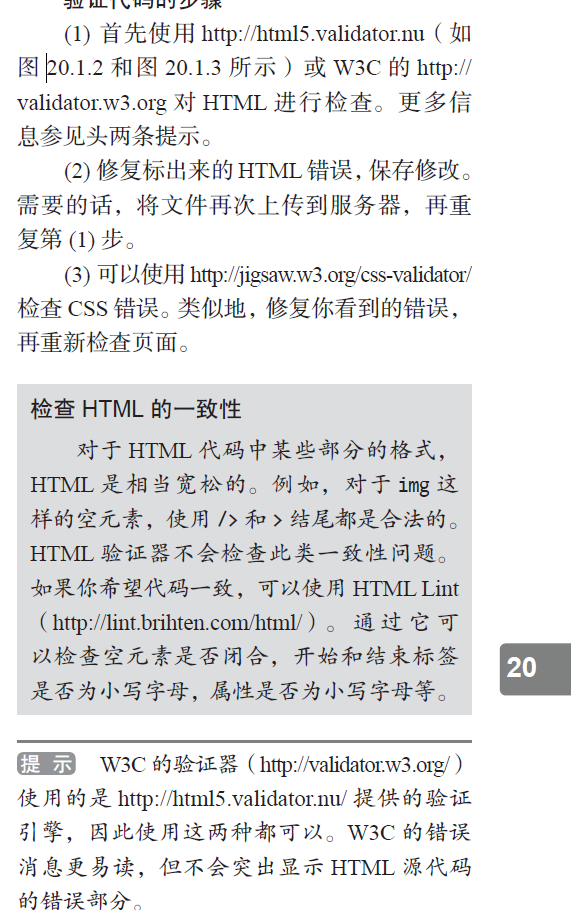 验证代码的步骤
(1) 首先使用 http://html5.validator.nu（如
图 20.1.2 和图 20.1.3 所示）或 W3C 的 http://
validator.w3.org 对 HTML 进行检查。更多信
息参见头两条提示。
(2) 修复标出来的 HTML 错误，保存修改。
需要的话，将文件再次上传到服务器，再重
复第 (1) 步。
(3) 可以使用 http://jigsaw.w3.org/css-validator/
检查 CSS 错误。类似地，修复你看到的错误，
再重新检查页面。
检查 HTML 的一致性
对于 HTML 代码中某些部分的格式，
HTML 是相当宽松的。例如，对于 img 这
样的空元素，使用 /> 和 > 结尾都是合法的。
HTML 验证器不会检查此类一致性问题。
如果你希望代码一致，可以使用 HTML Lint
（http://lint.brihten.com/html/）。通过它可
以检查空元素是否闭合，开始和结束标签
是否为小写字母，属性是否为小写字母等。
20
提 示 W3C 的验证器（http://validator.w3.org/）
使用的是 http://html5.validator.nu/ 提供的验证
引擎，因此使用这两种都可以。W3C 的错误
消息更易读，但不会突出显示 HTML 源代码
的错误部分。